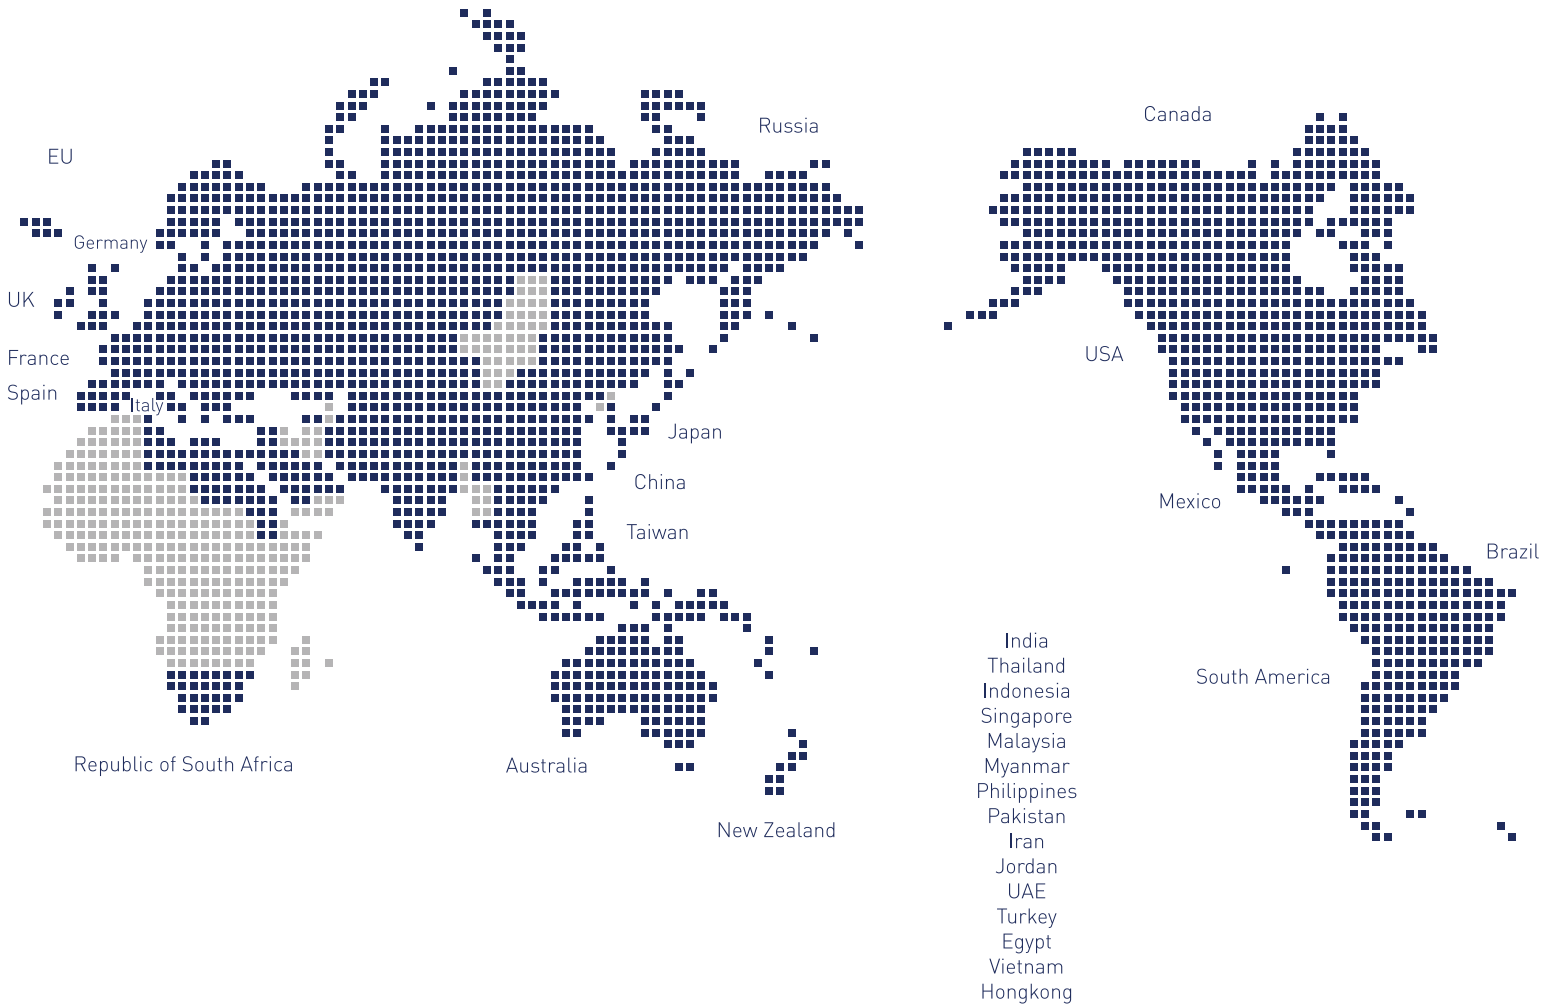 Canada
Russia
EU
Germany
UK
USA
France
Spain
Italy
Japan
China
Mexico
Taiwan
Brazil
India
Thailand
Indonesia
Singapore
Malaysia
Myanmar
Philippines
Pakistan
Iran
Jordan
UAE
Turkey
Egypt
Vietnam
Hongkong
South America
Republic of South Africa
Australia
New Zealand